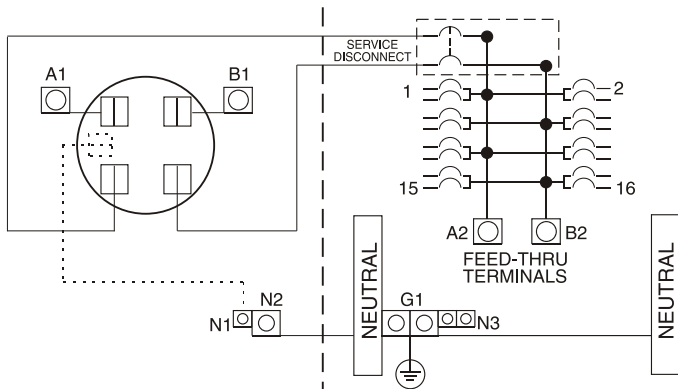 SERVICE
DISCONNECT
A1
B1
1
2
15
16
A2
B2
FEED-THRU
TERMINALS
NEUTRAL
NEUTRAL
N2
G1
N1
N3